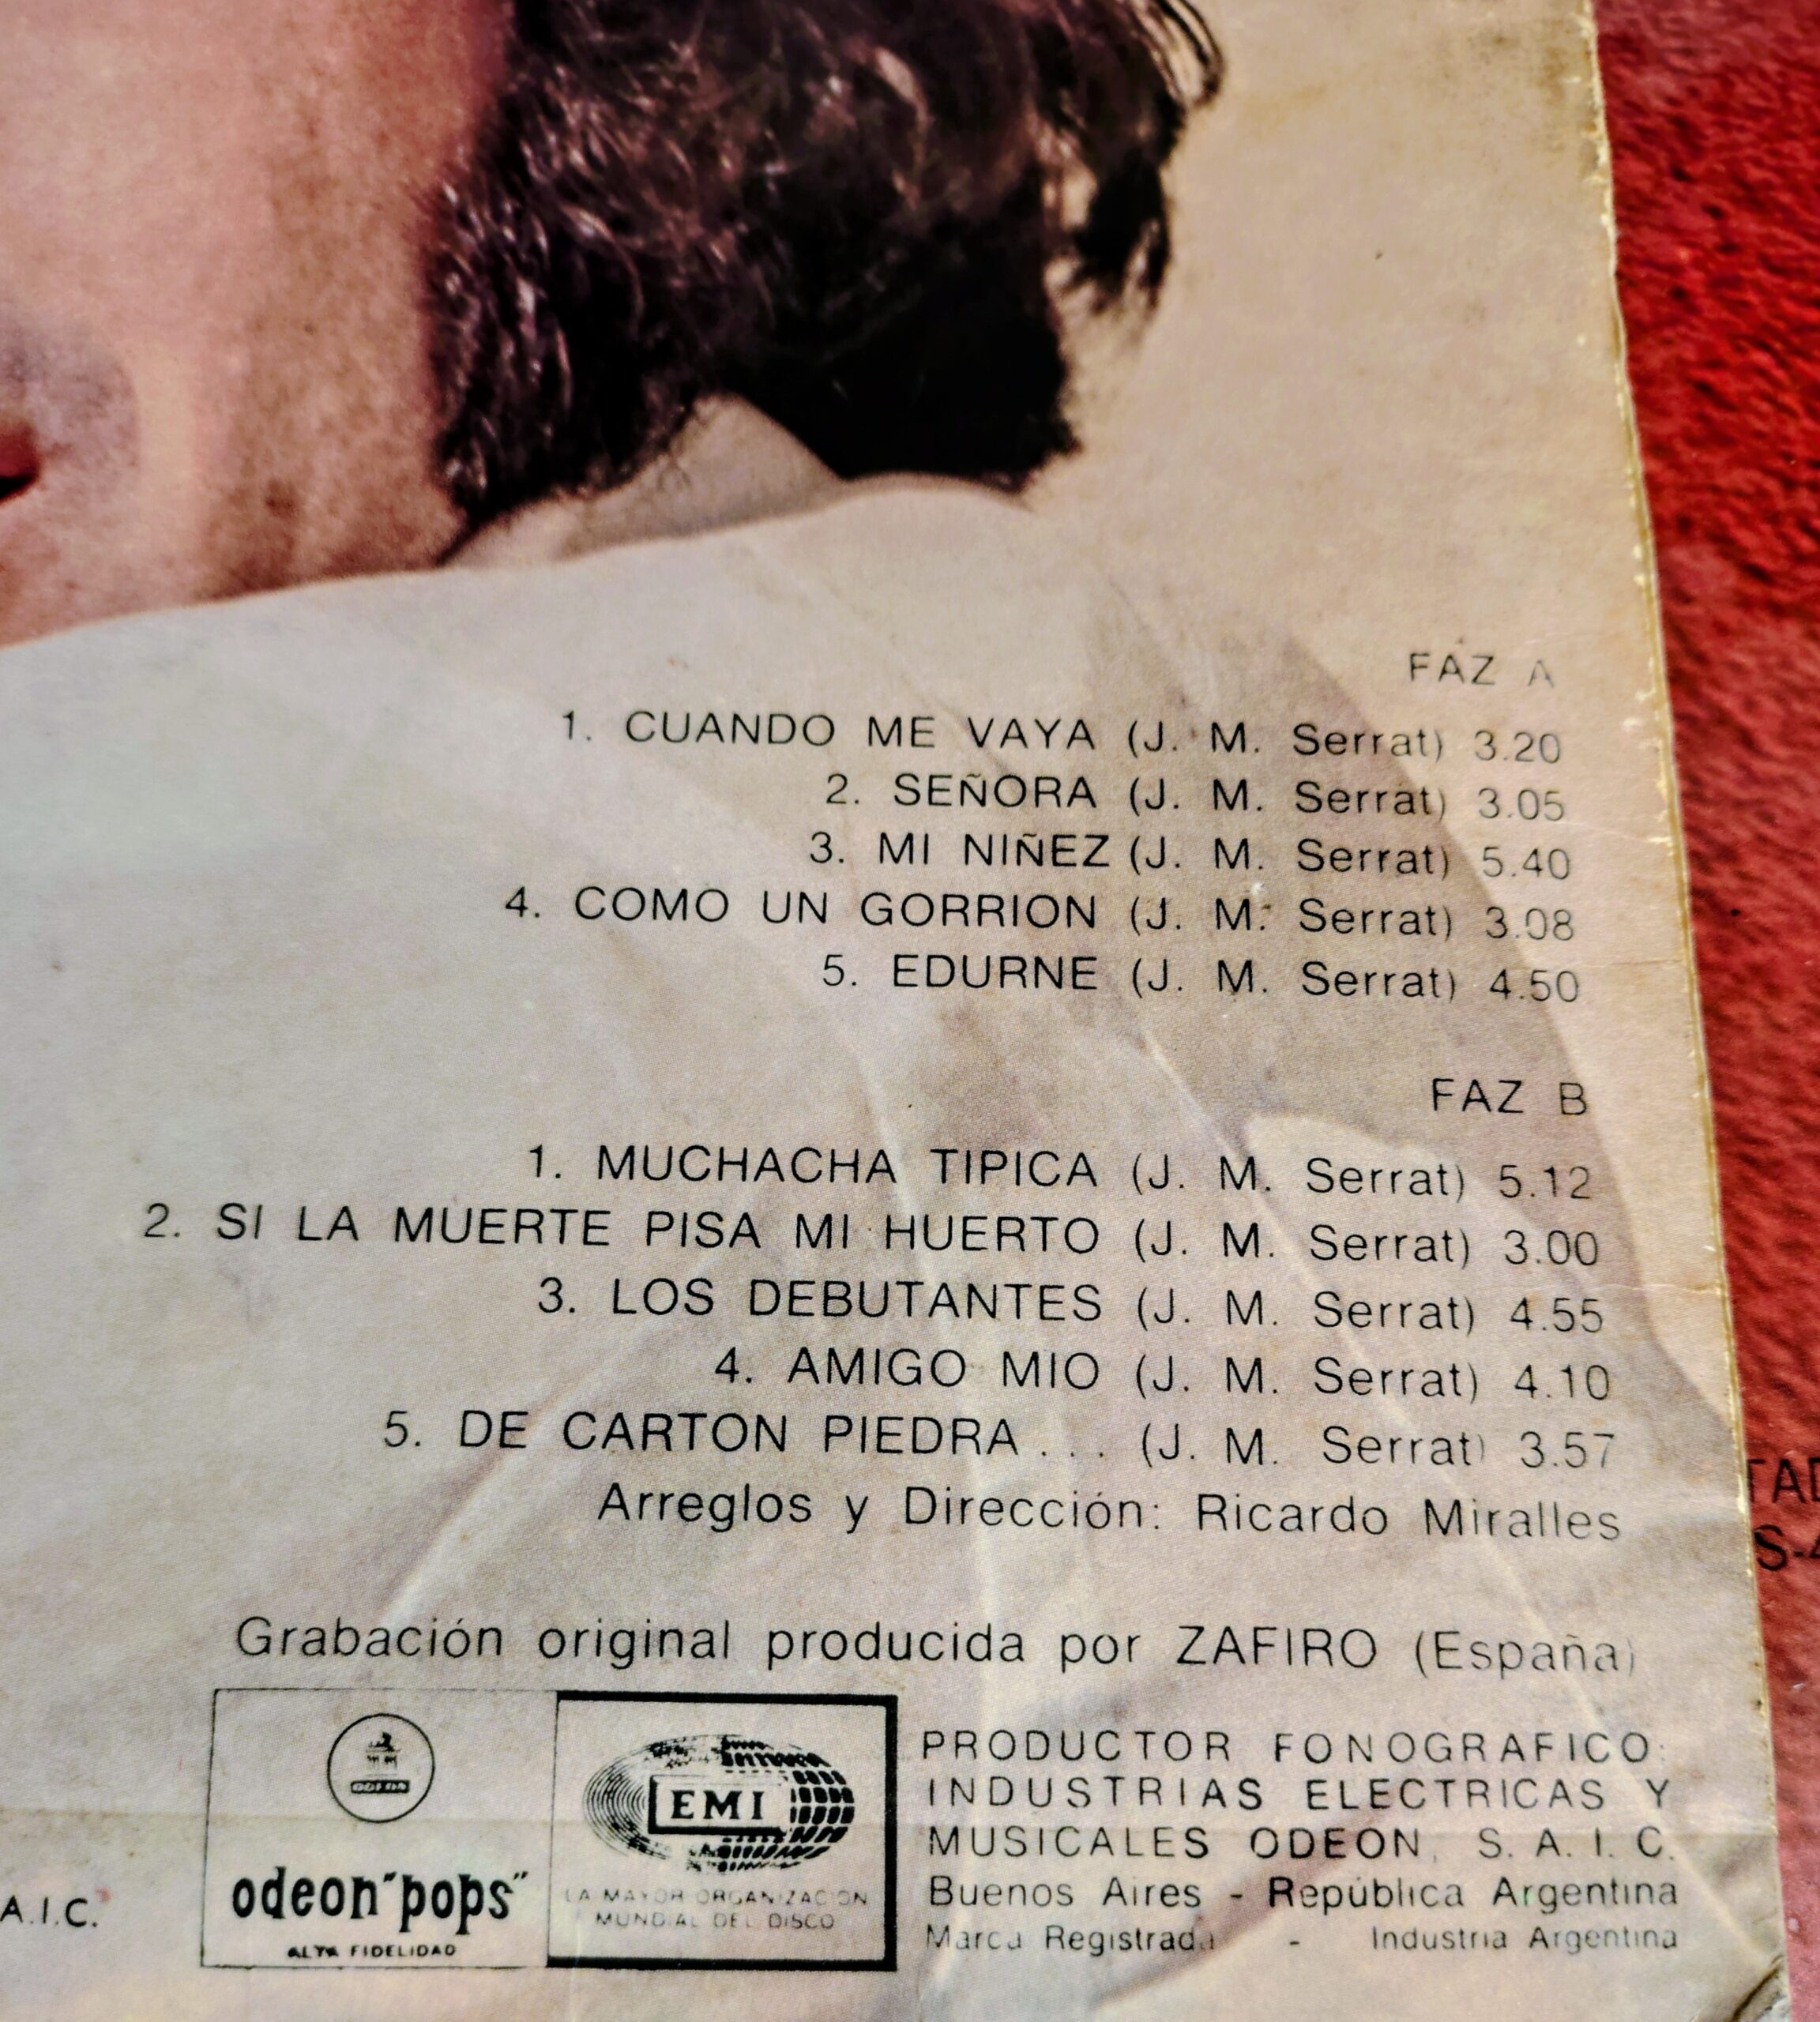 FAZ A
1. CUANDO ME VAYA (J. M. Serrat) 3.20
2. SEÑORA (J. M. Serrat) 3.05
3. MI NIÑEZ (J. M. Serrat) 5.40
4. COMO UN GORRION (J. M. Serrat) 3.08
5. EDURNE (J. M. Serrat) 4.50
FAZ B
1. MUCHACHA TIPICA (J. M. Serrat) 5.12
2. SI LA MUERTE PISA MI HUERTO (J. M. Serrat) 3.00
3. LOS DEBUTANTES (J. M. Serrat) 4.55
4. AMIGO MIO (J. M. Serrat) 4.10
5. DE CARTON PIEDRA... (J. M. Serrat) 3.57
Arreglos y Dirección: Ricardo Miralles
Grabación original producida por ZAFIRO (España)
odeon "pops"
ALTA FIDELIDAD
EMI
LA MAYOR ORGANIZACION
MUNDIAL DEL DISCO
PRODUCTOR FONOGRAFICO:
INDUSTRIAS ELECTRICAS Y
MUSICALES ODEON, S. A. I. C.
Buenos Aires - República Argentina
Marca Registrada - Industria Argentina
A.I.C.